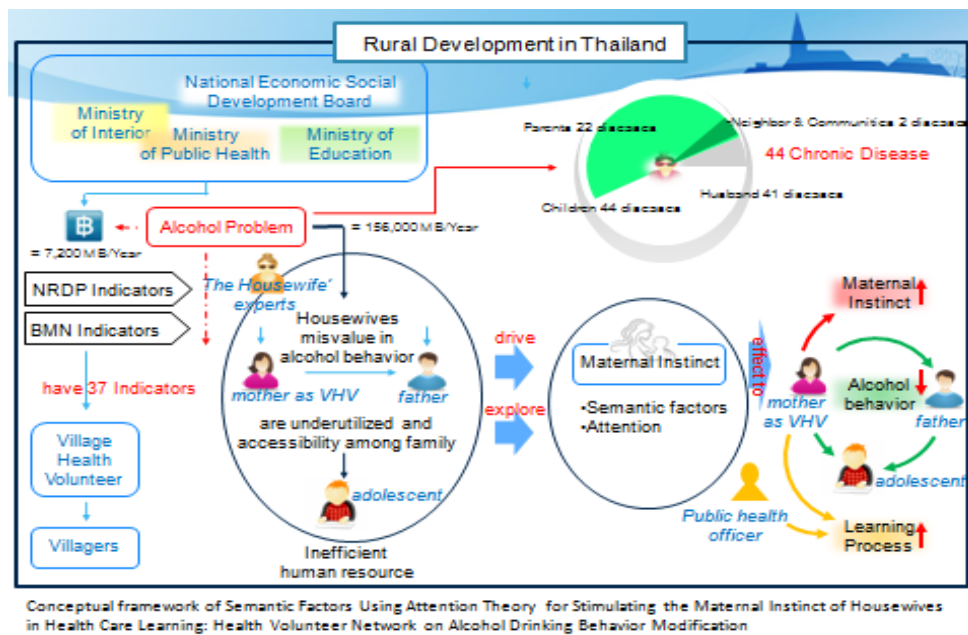 Rural Development in Thailand
National Economic Social
Development Board
Ministry
of Interior
Ministry
of Public Health
Ministry of
Education
Parents 22 diseases
Neighbor & Communities 2 diseases
44 Chronic Disease
Husband 41 diseases
Children 44 diseases
฿
= 7,200 MB/Year
Alcohol Problem
= 156,000 MB/Year
NRDP Indicators
BMN Indicators
have 37 Indicators
Village
Health
Volunteer
Villagers
The Housewife'
experts
Housewives
misvalue in
alcohol behavior
mother as VHV
father
are underutilized and
accessibility among family
adolescent
Inefficient
human resource
drive
explore
Maternal Instinct
•Semantic factors
•Attention
effect to
Maternal
Instinct
mother
as VHV
Alcohol
behavior
father
adolescent
Public health
officer
Learning
Process
Conceptual framework of Semantic Factors Using Attention Theory for Stimulating the Maternal Instinct of Housewives
in Health Care Learning: Health Volunteer Network on Alcohol Drinking Behavior Modification